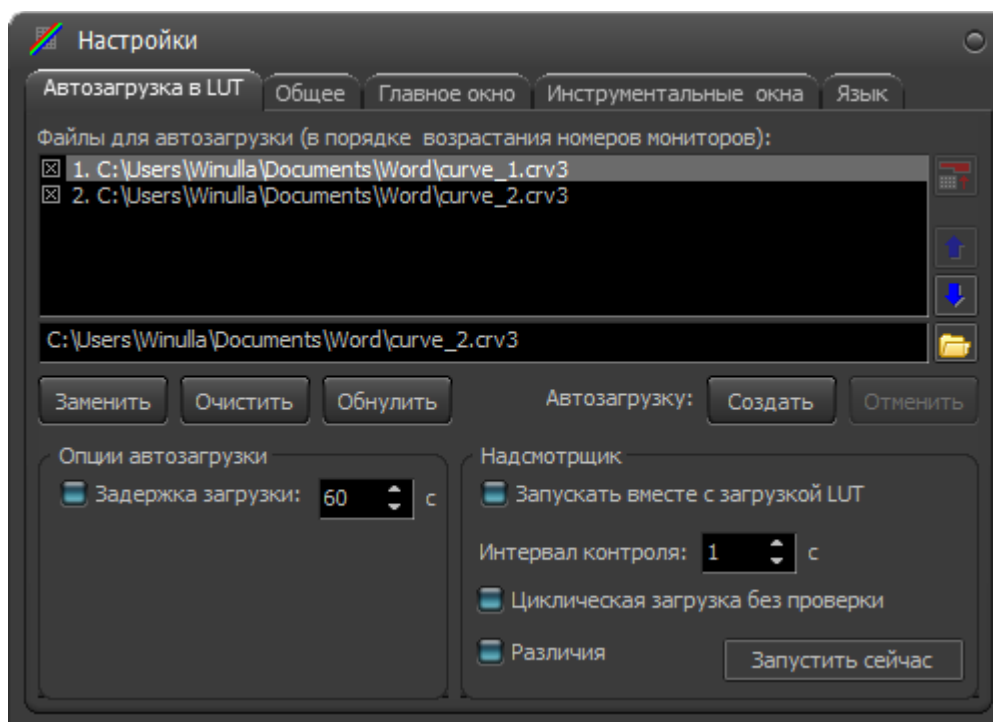 Настройки
Автозагрузка в LUT Общее Главное окно Инструментальные окна Язык
Файлы для автозагрузки (в порядке возрастания номеров мониторов):
1. C:\Users\Winulla\Documents\Word\curve_1.crv3
2. C:\Users\Winulla\Documents\Word\curve_2.crv3
C:\Users\Winulla\Documents\Word\curve_2.crv3
Заменить Очистить Обнулить Автозагрузку: Создать Отменить
Опции автозагрузки
Задержка загрузки: 60 с
Надсмотрщик
Запускать вместе с загрузкой LUT
Интервал контроля: 1 с
Циклическая загрузка без проверки
Различия Запустить сейчас